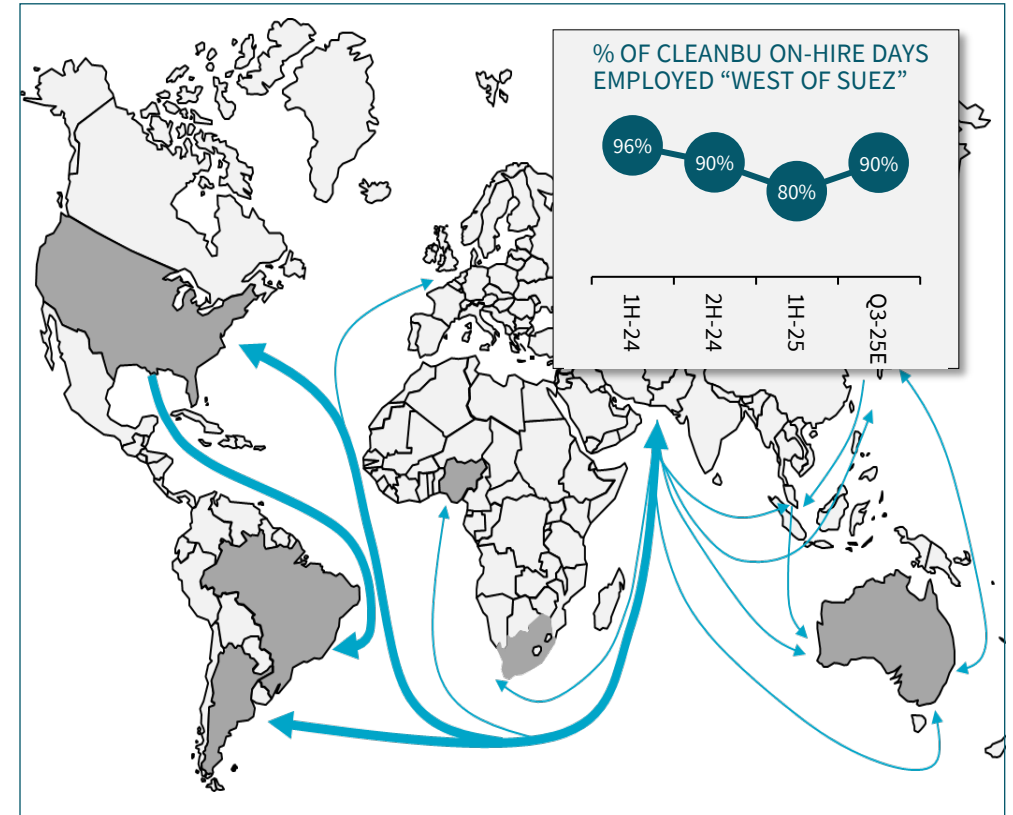 % OF CLEANBU ON-HIRE DAYS
EMPLOYED “WEST OF SUEZ”
96%
90%
80%
90%
1H-24
2H-24
1H-25
Q3-25E